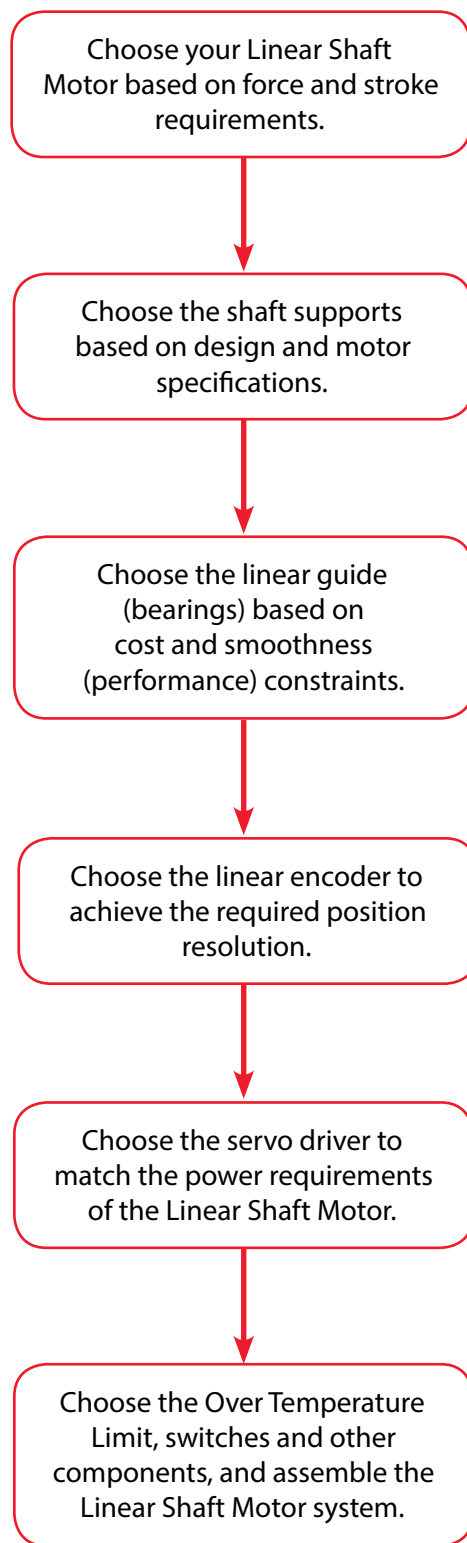 Choose your Linear Shaft
Motor based on force and stroke
requirements.
Choose the shaft supports
based on design and motor
specifications.
Choose the linear guide
(bearings) based on
cost and smoothness
(performance) constraints.
Choose the linear encoder to
achieve the required position
resolution.
Choose the servo driver to
match the power requirements
of the Linear Shaft Motor.
Choose the Over Temperature
Limit, switches and other
components, and assemble the
Linear Shaft Motor system.